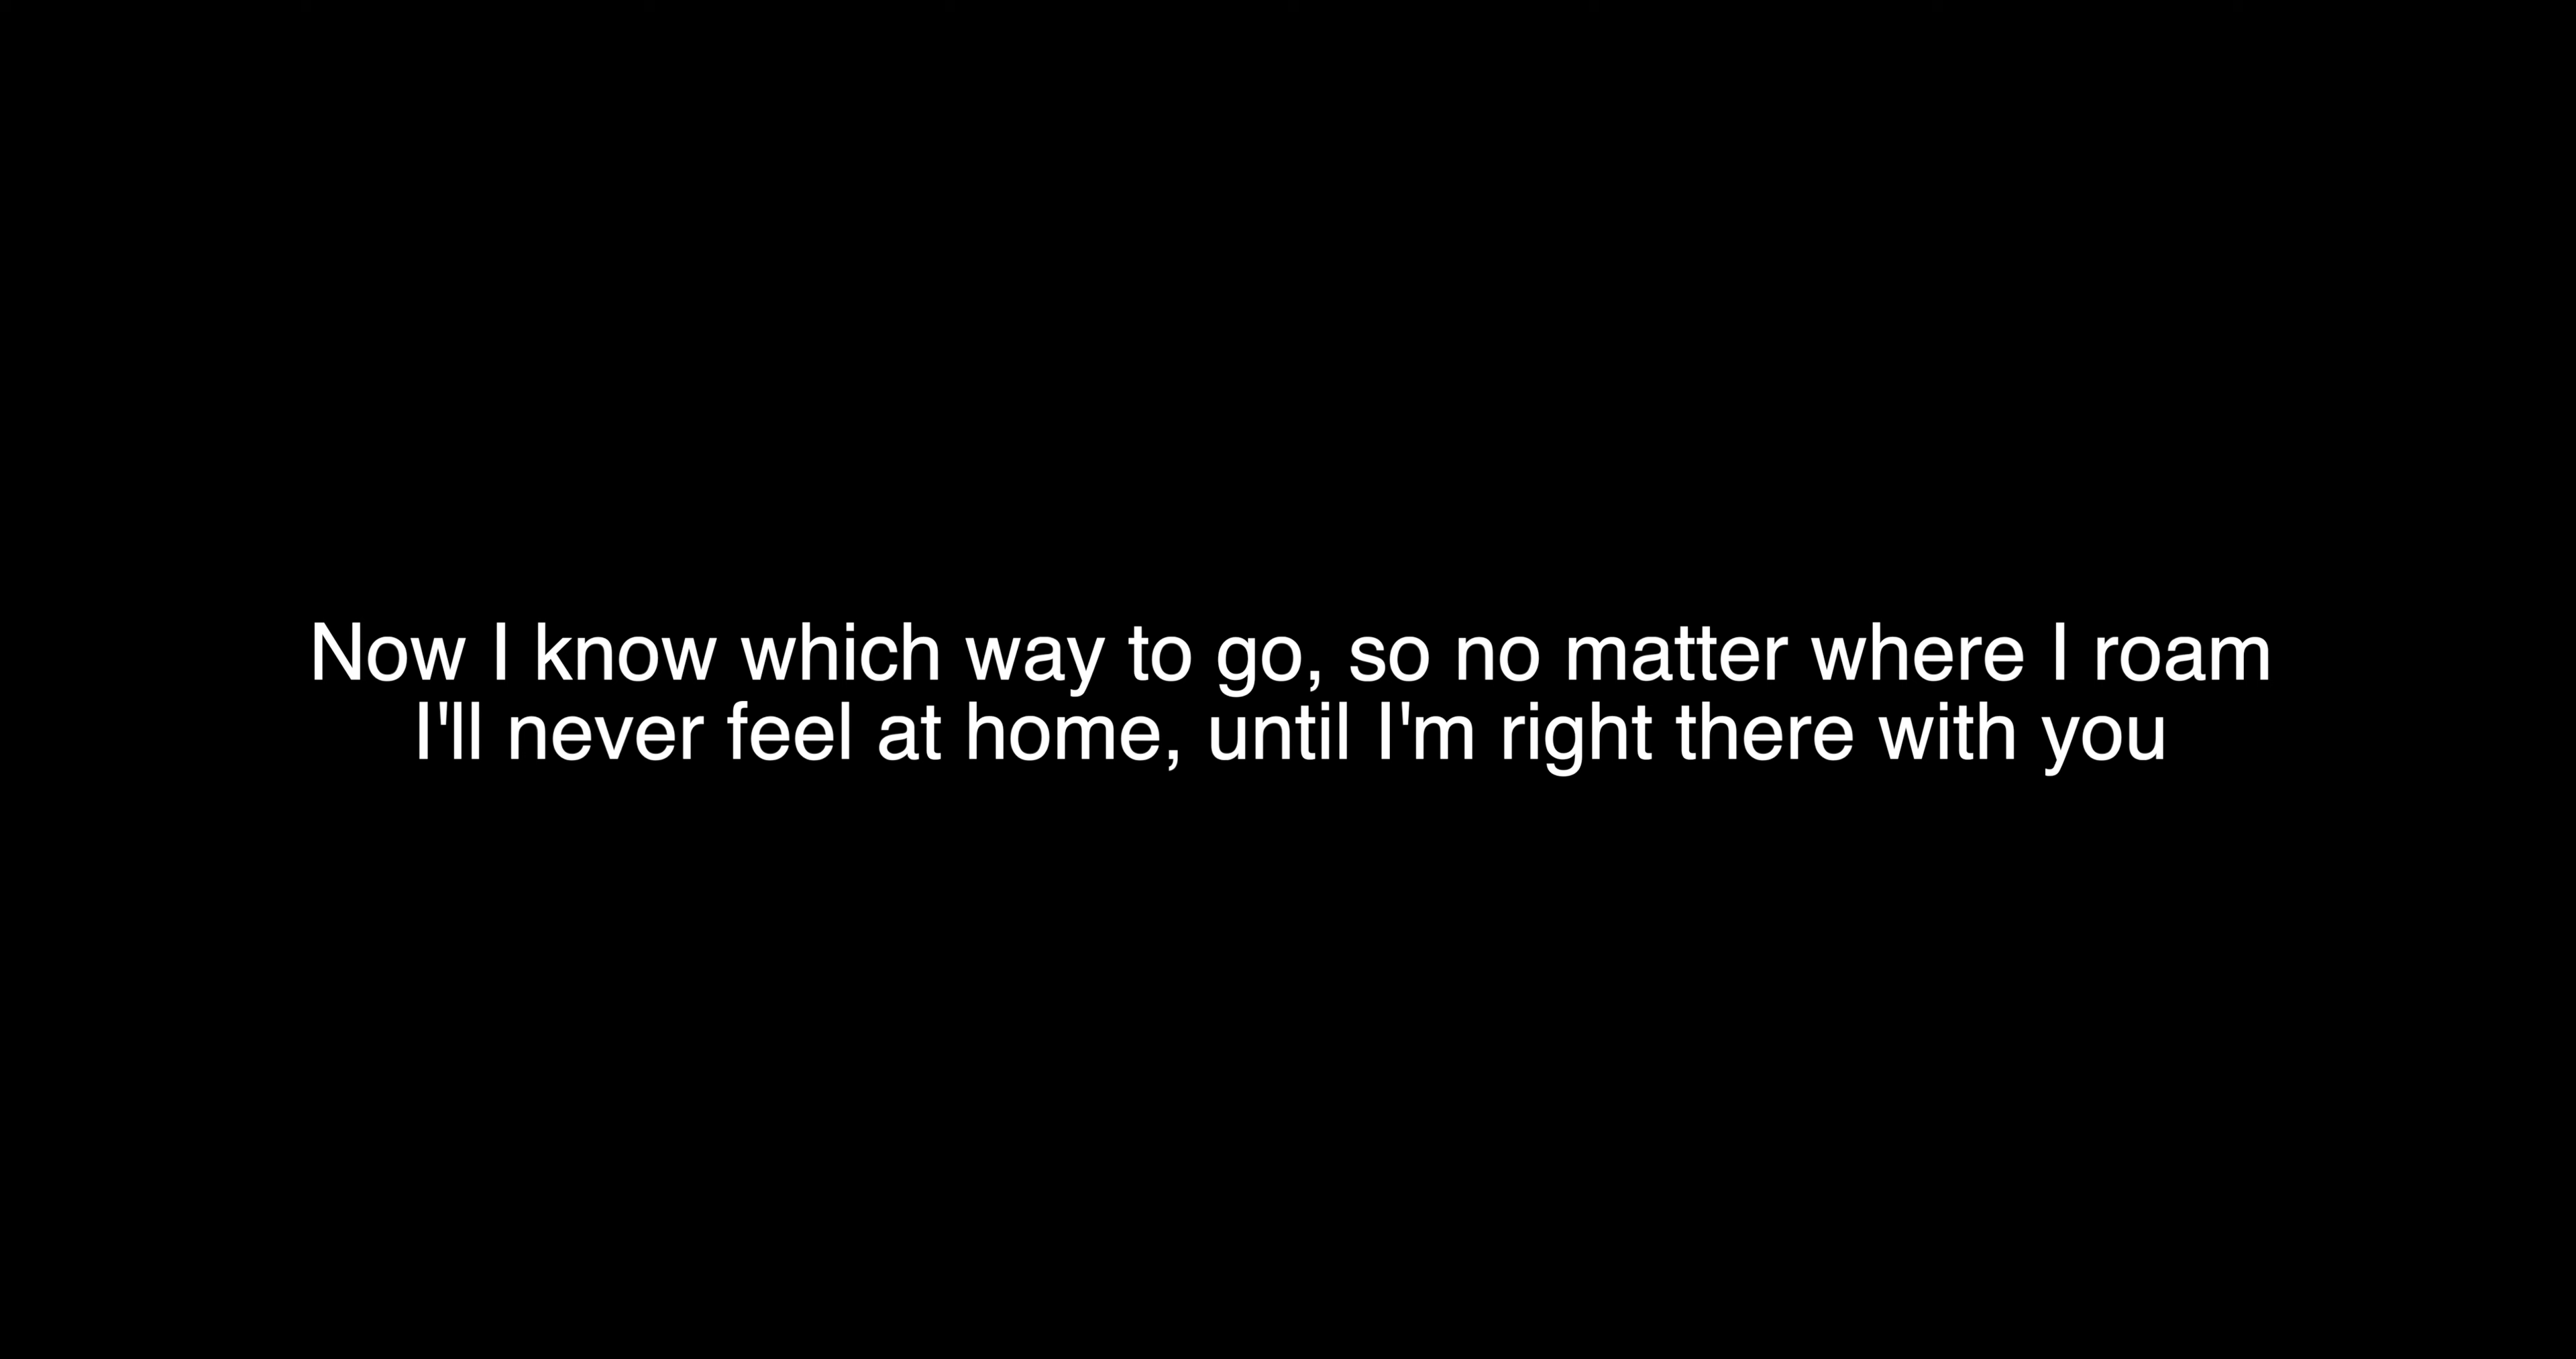 Now I know which way to go, so no matter where I roam
I'll never feel at home, until I'm right there with you